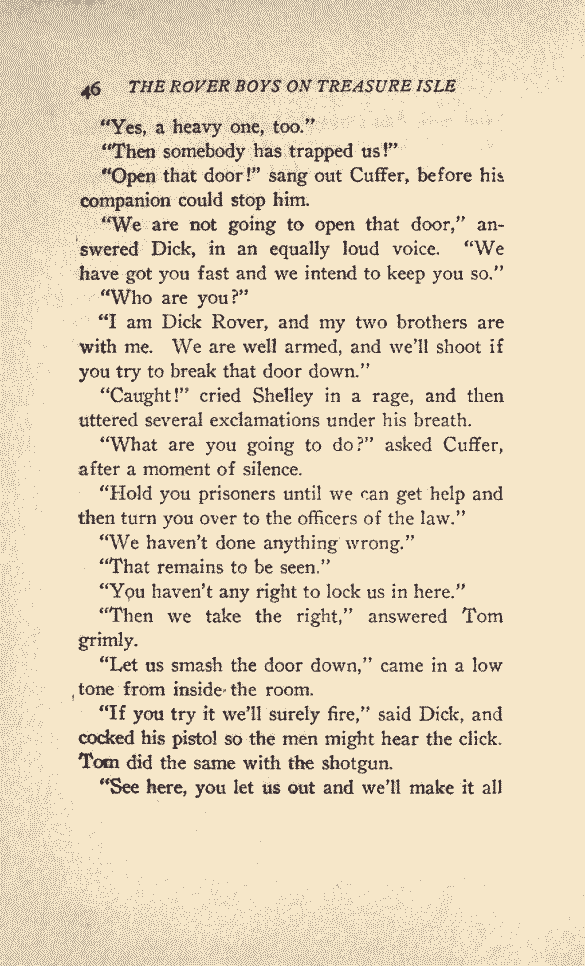 46 THE ROVER BOYS ON TREASURE ISLE
“Yes, a heavy one, too.”
“Then somebody has trapped us!”
“Open that door!” sang out Cuffer, before his
companion could stop him.
“We are not going to open that door,” an-
swered Dick, in an equally loud voice. “We
have got you fast and we intend to keep you so.”
“Who are you?”
“I am Dick Rover, and my two brothers are
with me. We are well armed, and we’ll shoot if
you try to break that door down.”
“Caught!” cried Shelley in a rage, and then
uttered several exclamations under his breath.
“What are you going to do?” asked Cuffer,
after a moment of silence.
“Hold you prisoners until we can get help and
then turn you over to the officers of the law.”
“We haven’t done anything wrong.”
“That remains to be seen.”
“You haven’t any right to lock us in here.”
“Then we take the right,” answered Tom
grimly.
“Let us smash the door down,” came in a low
tone from inside the room.
“If you try it we’ll surely fire,” said Dick, and
cocked his pistol so the men might hear the click.
Tom did the same with the shotgun.
“See here, you let us out and we’ll make it all